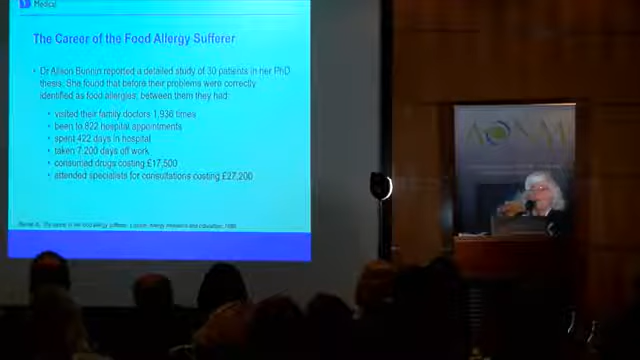 Medical
The Career of the Food Allergy Sufferer
• Dr Alison Bunnin reported a detailed study of 30 patients in her PhD
thesis. She found that before their problems were correctly
identified as food allergies, between them they had:
• visited their family doctors 1,936 times
• been to 822 hospital appointments
• spent 422 days in hospital
• taken 7,200 days off work
• consumed drugs costing £17,500
• attended specialists for consultations costing £27,200